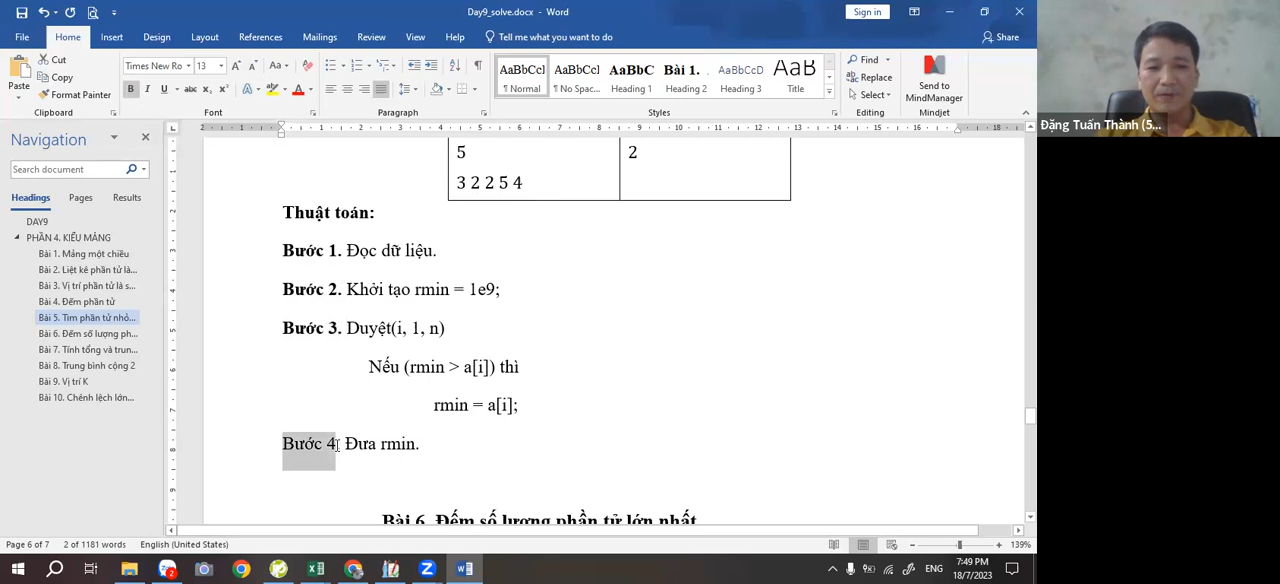 Day9_solve.docx - Word
Sign in
File Home Insert Design Layout References Mailings Review View Help Tell me what you want to do Share
Paste Cut Copy Format Painter
Times New Ro 13
B I U abc
AaBbCcl AaBbCcl AaBbC Bài 1. AaBbCcD AaB
¶ Normal ¶ No Spac... Heading 1 Heading 2 Heading 3 Title
Find Replace Select
Send to MindManager
Clipboard Font Paragraph Styles Editing Mindjet
Navigation
Search document
Headings Pages Results
DAY9
PHẦN 4. KIỂU MẢNG
Bài 1. Mảng một chiều
Bài 2. Liệt kê phần tử là...
Bài 3. Vị trí phần tử là s...
Bài 4. Đếm phần tử
Bài 5. Tìm phần tử nhỏ...
Bài 6. Đếm số lượng ph...
Bài 7. Tính tổng và trun...
Bài 8. Trung bình cộng 2
Bài 9. Vị trí K
Bài 10. Chênh lệch lớn...
5 2
3 2 2 5 4
Thuật toán:
Bước 1. Đọc dữ liệu.
Bước 2. Khởi tạo rmin = 1e9;
Bước 3. Duyệt(i, 1, n)
Nếu (rmin > a[i]) thì
rmin = a[i];
Bước 4. Đưa rmin.
Bài 6. Đếm số lượng phần tử lớn nhất
Đặng Tuấn Thành (5...
Page 6 of 7 2 of 1181 words English (United States) 139%
ENG 7:49 PM
18/7/2023